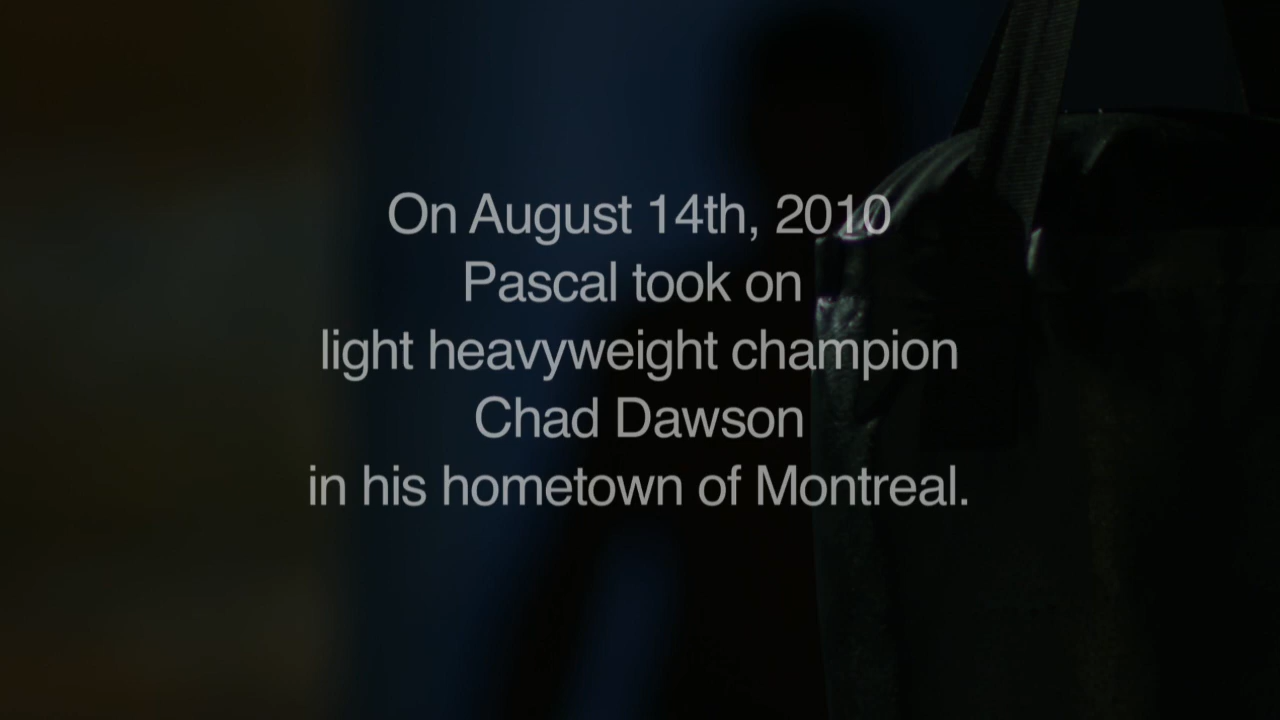 On August 14th, 2010
Pascal took on
light heavyweight champion
Chad Dawson
in his hometown of Montreal.